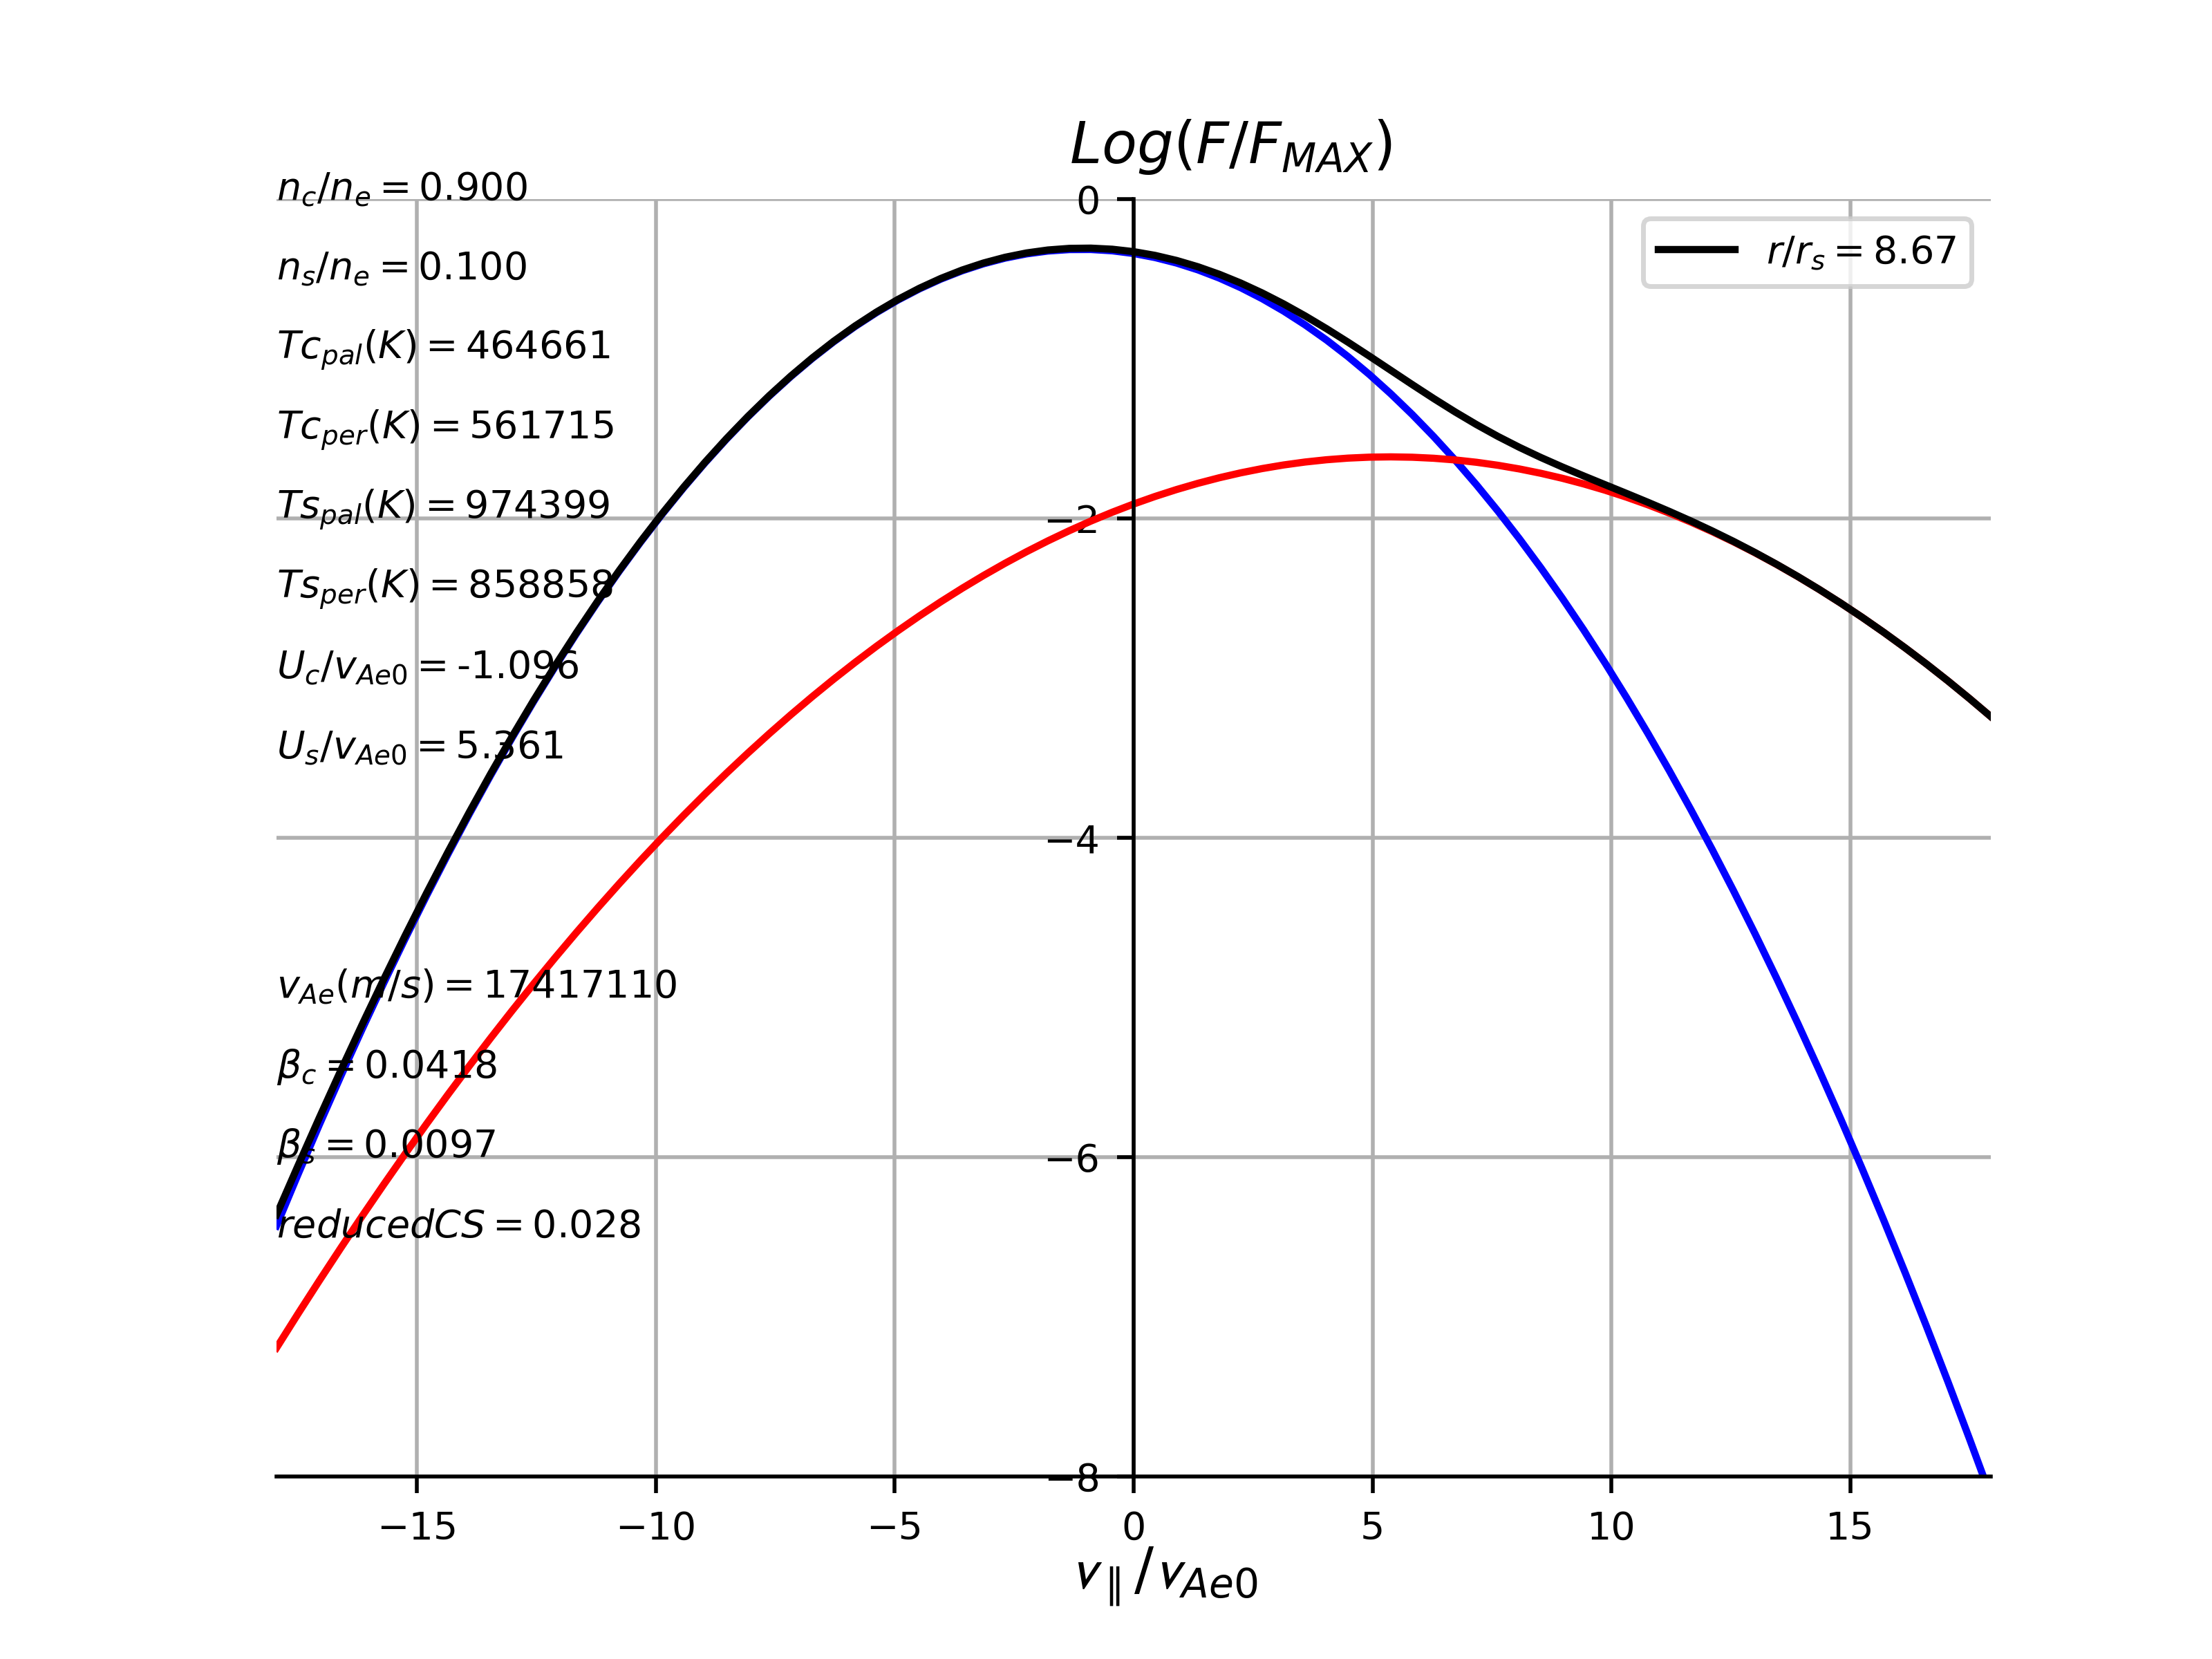 Log(F/F_MAX)
n_c/n_e = 0.900
n_s/n_e = 0.100
Tc_pal(K) = 464661
Tc_per(K) = 561715
Ts_pal(K) = 974399
Ts_per(K) = 858858
U_c/v_Ae0 = -1.096
U_s/v_Ae0 = 5.361
v_Ae(m/s) = 17417110
β_c = 0.0418
β_s = 0.0097
reducedCS = 0.028
r/r_s = 8.67
0
−2
−4
−6
−8
−15 −10 −5 0 5 10 15
v_∥/v_Ae0